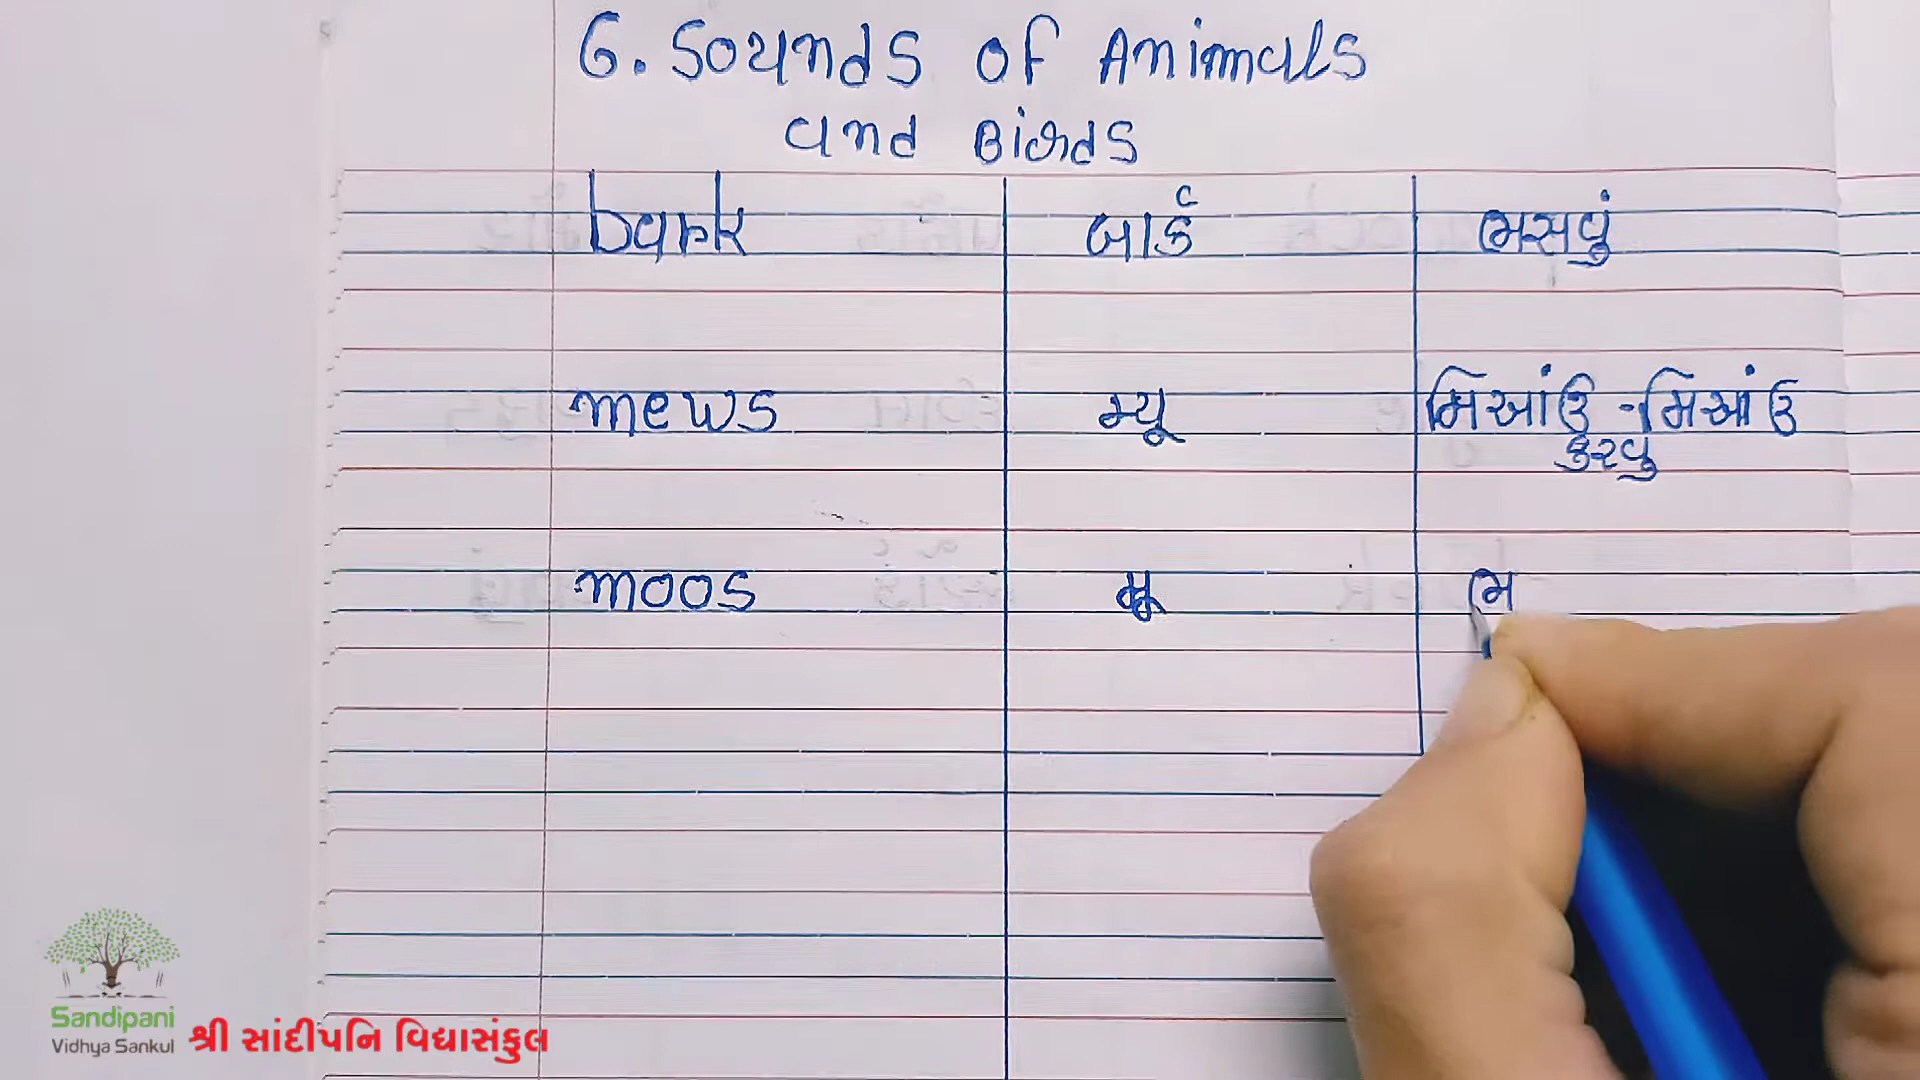 6. Sounds of Animals
and Birds
bark બાર્ક ભસવું
mews મ્યૂ મિઆંઉ - મિઆંઉ
કરવુ
moos મૂ ભ
Sandipani
Vidhya Sankul
શ્રી સાંદીપનિ વિદ્યાસંકુલ